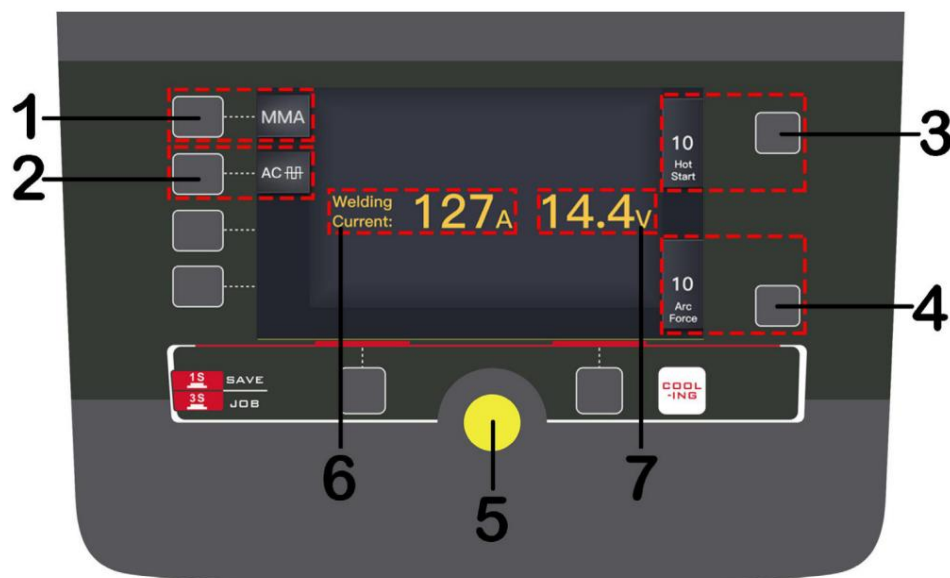 1
MMA
2
AC
10
Hot
Start
3
Welding
Current:
127A
14.4V
10
Arc
Force
4
1S
SAVE
3S
JOB
COOL
-ING
6
5
7